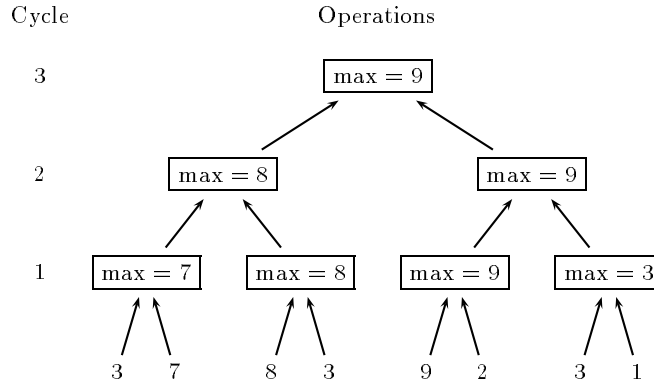 Cycle Operations
3 max = 9
2 max = 8 max = 9
1 max = 7 max = 8 max = 9 max = 3
3 7 8 3 9 2 3 1